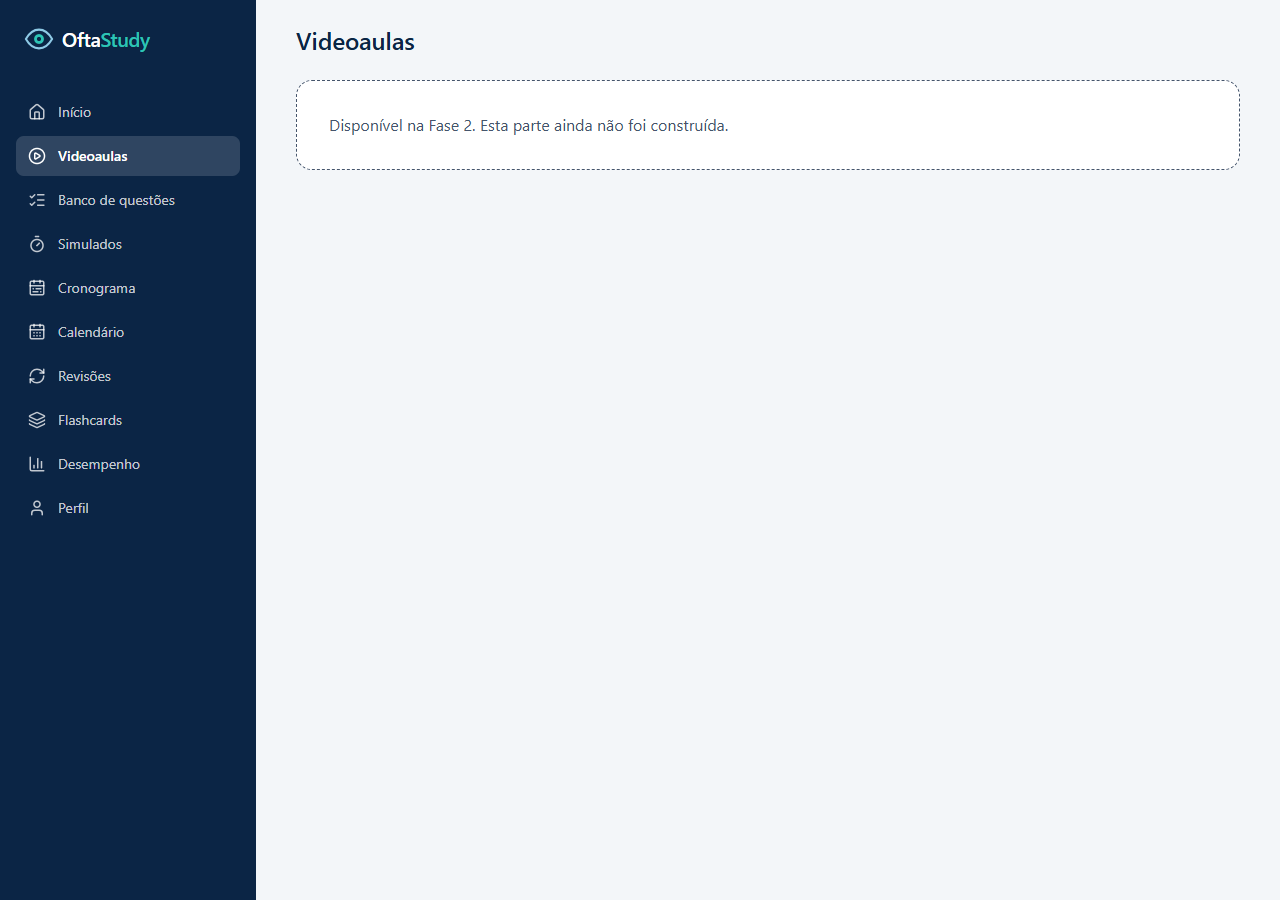 OftaStudy
Início
Videoaulas
Banco de questões
Simulados
Cronograma
Calendário
Revisões
Flashcards
Desempenho
Perfil
Videoaulas
Disponível na Fase 2. Esta parte ainda não foi construída.